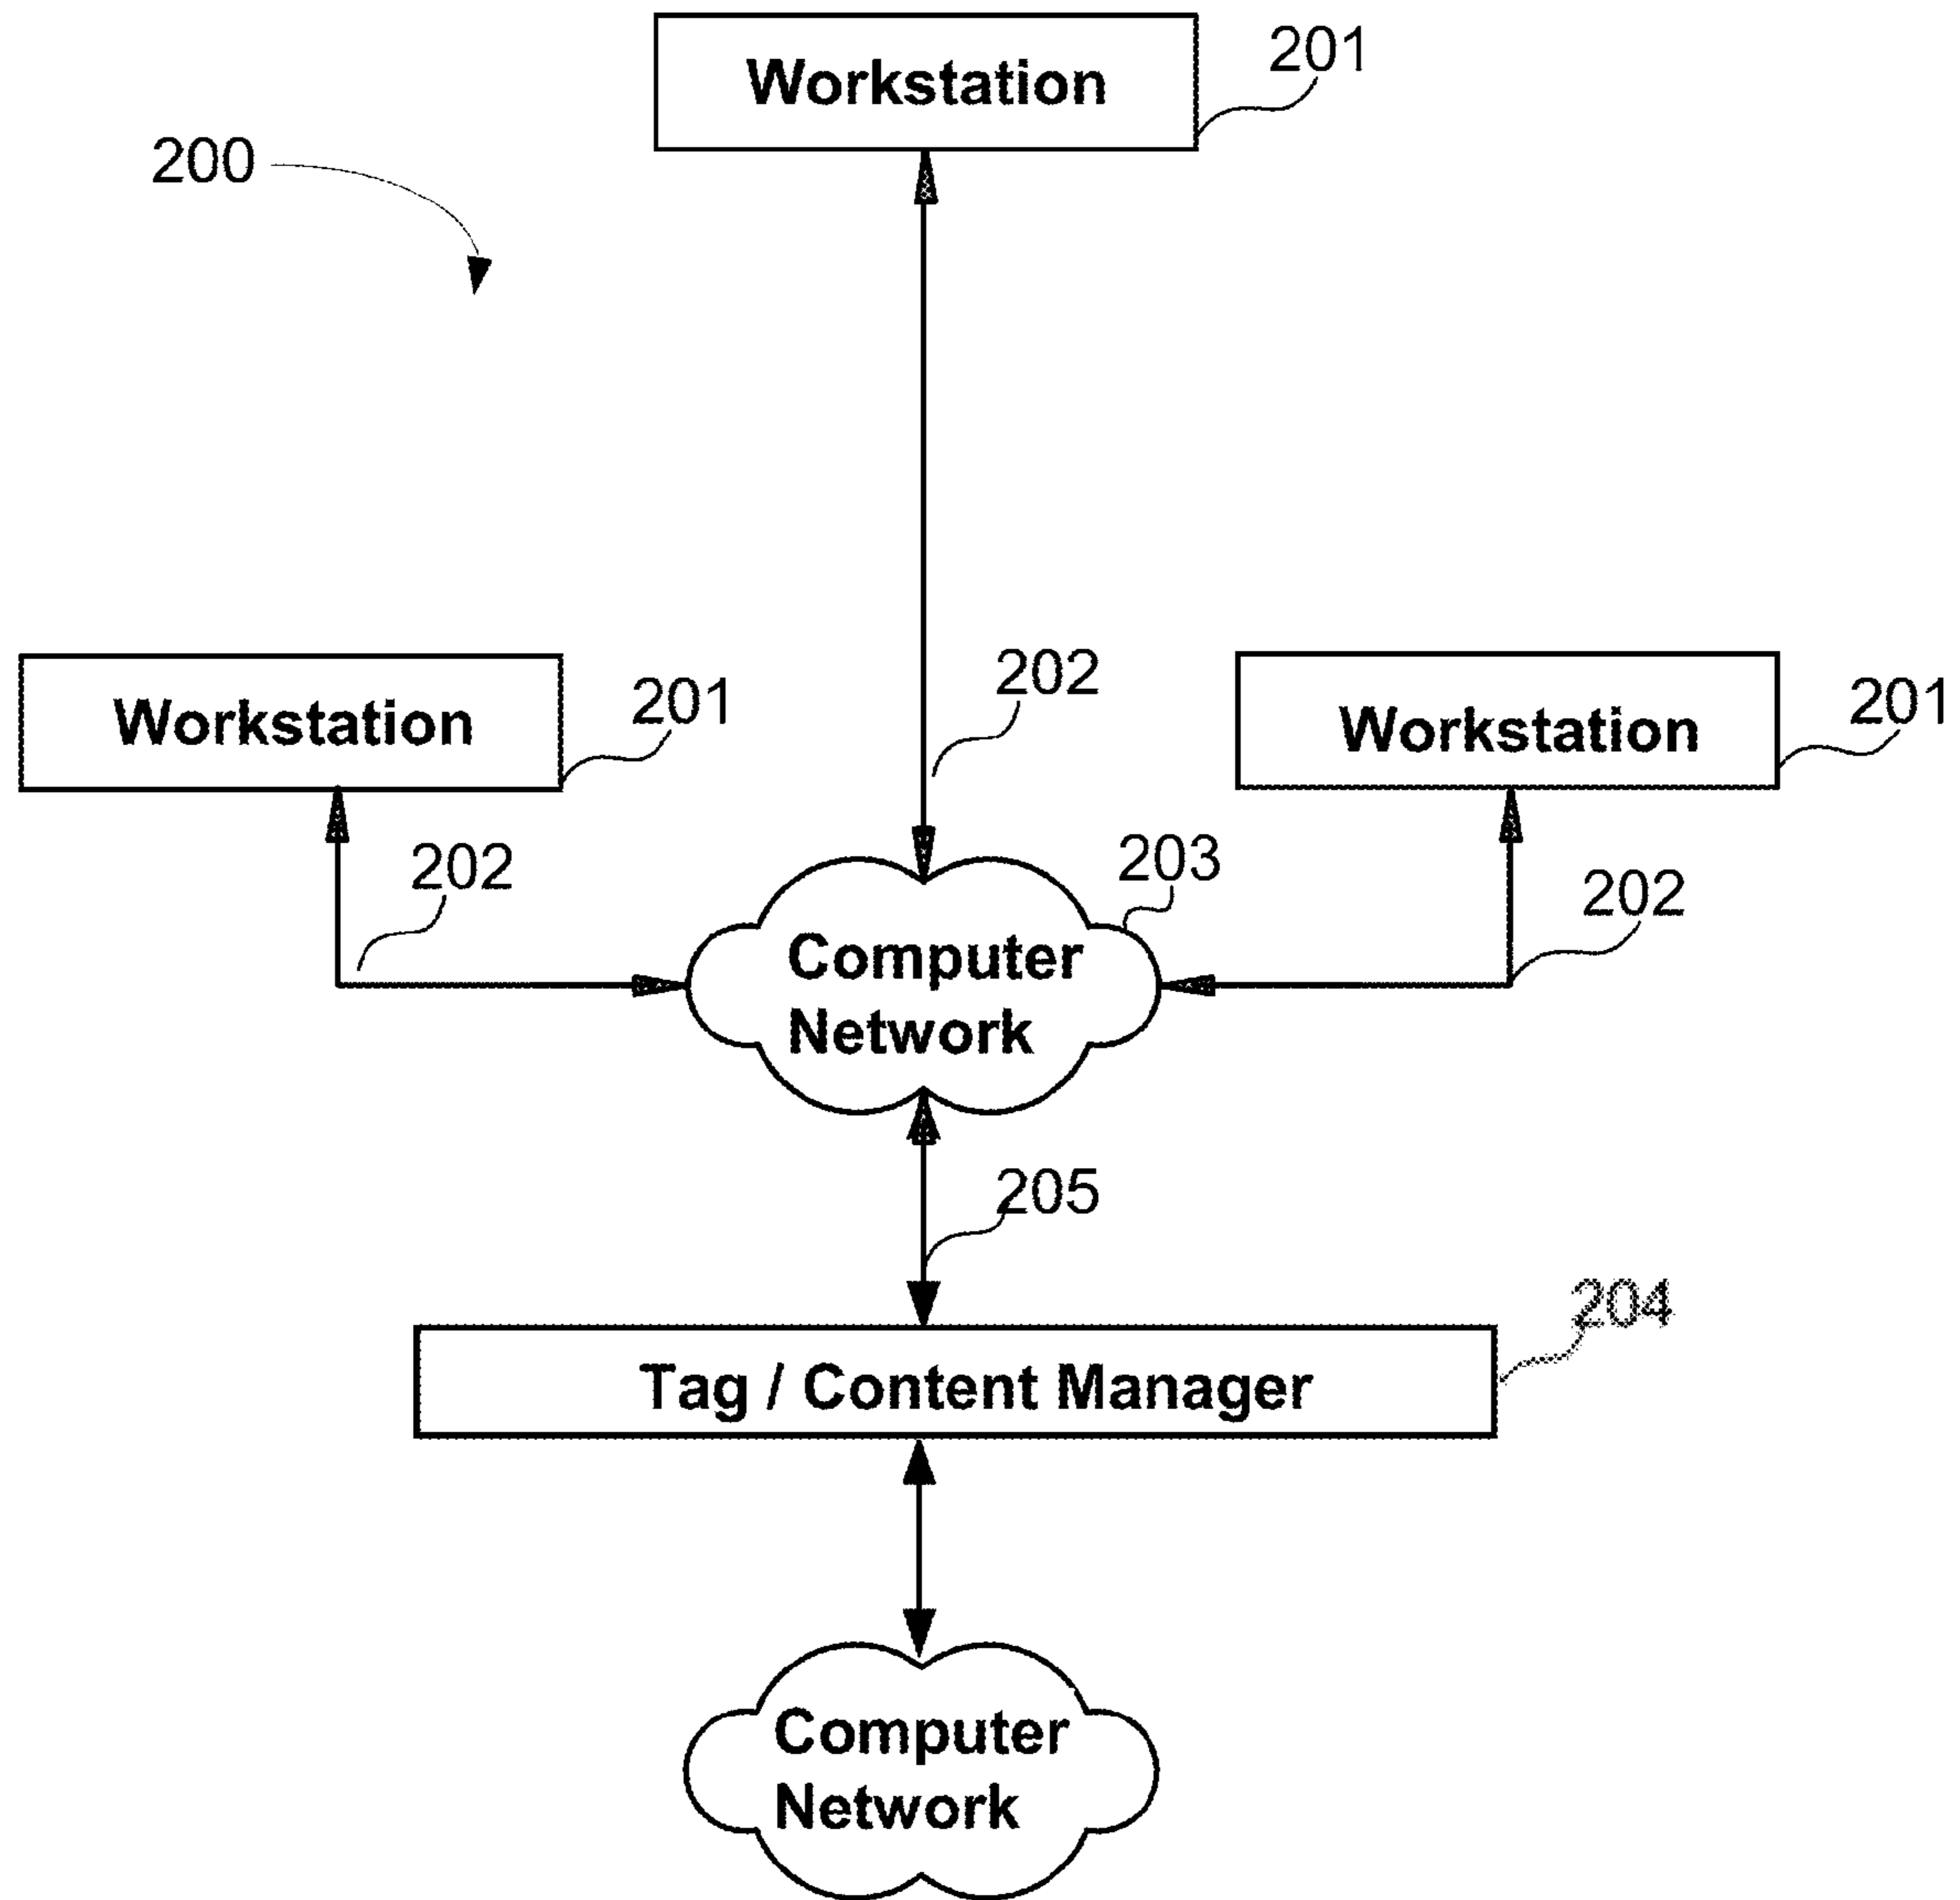 Workstation
201
200
202
Workstation
201
Workstation
201
202
203
202
Computer
Network
205
204
Tag / Content Manager
Computer
Network